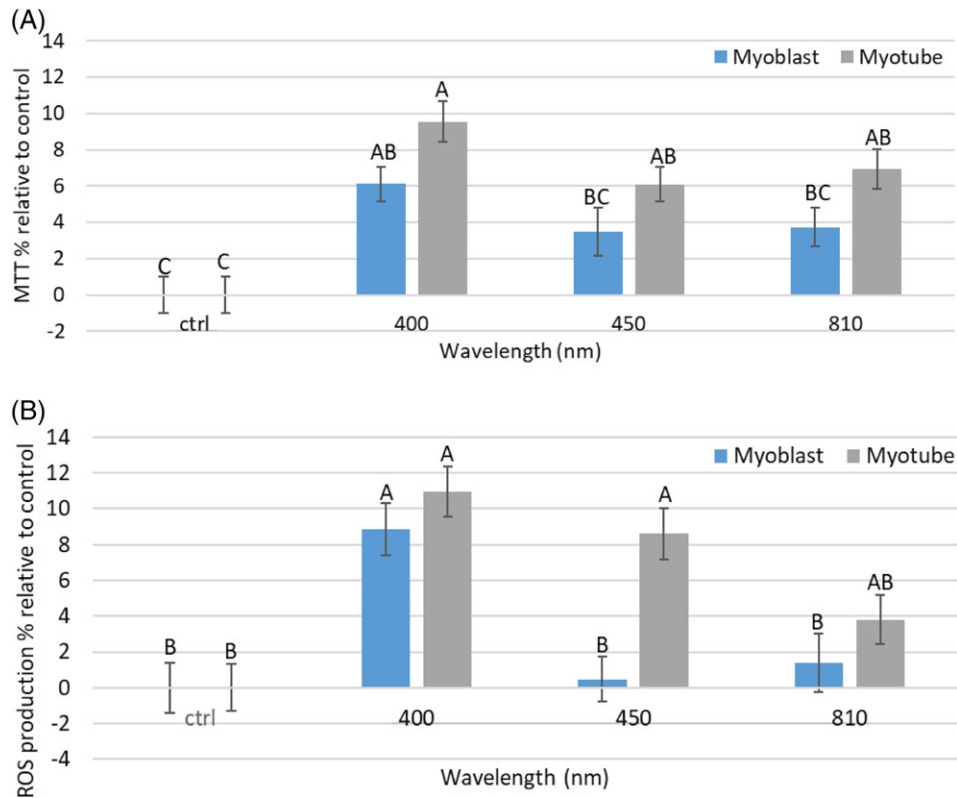 (A)
MTT % relative to control
14
12
10
8
6
4
2
0
-2
Myoblast Myotube
C C AB A BC AB BC AB
ctrl 400 450 810
Wavelength (nm)
(B)
ROS production % relative to control
14
12
10
8
6
4
2
0
-2
-4
Myoblast Myotube
B B A A B A B AB
ctrl 400 450 810
Wavelength (nm)